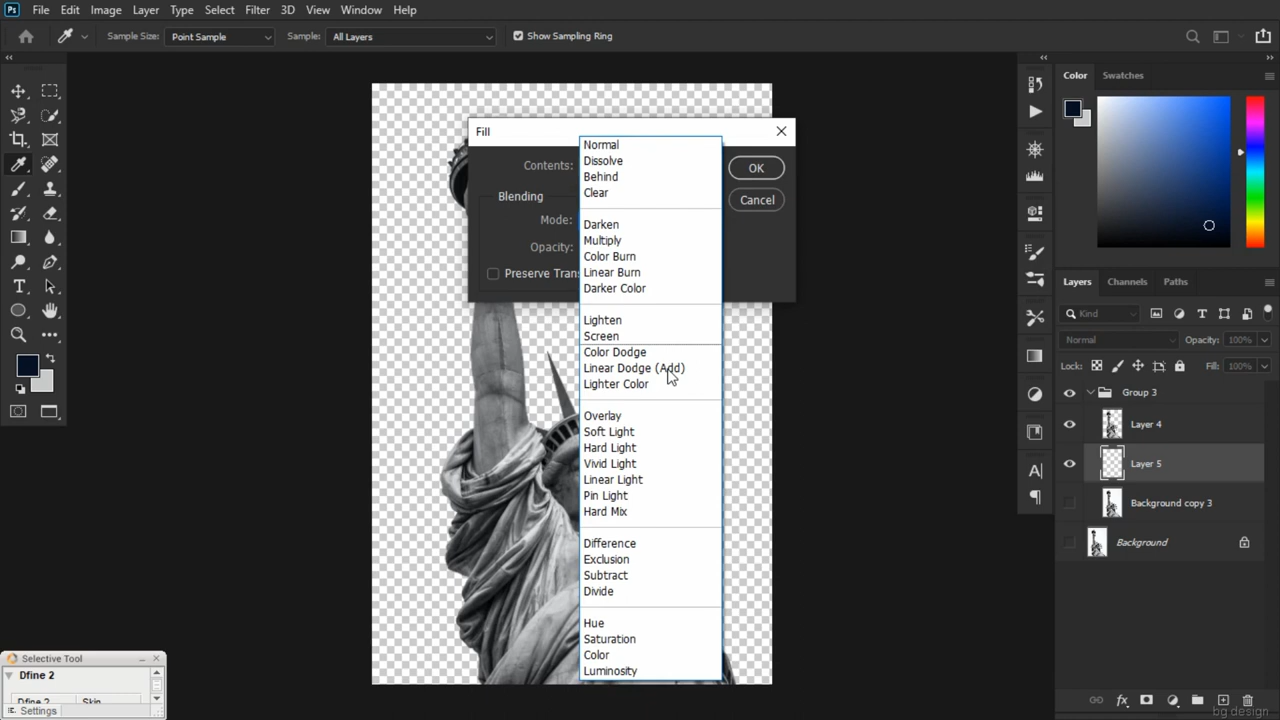 Ps File Edit Image Layer Type Select Filter 3D View Window Help
Sample Size: Point Sample Sample: All Layers Show Sampling Ring
Fill
Contents:
OK
Blending
Cancel
Mode:
Opacity:
Preserve Tran
Normal
Dissolve
Behind
Clear
Darken
Multiply
Color Burn
Linear Burn
Darker Color
Lighten
Screen
Color Dodge
Linear Dodge (Add)
Lighter Color
Overlay
Soft Light
Hard Light
Vivid Light
Linear Light
Pin Light
Hard Mix
Difference
Exclusion
Subtract
Divide
Hue
Saturation
Color
Luminosity
Color Swatches
Layers Channels Paths
Kind
Normal Opacity: 100%
Lock: Fill: 100%
Group 3
Layer 4
Layer 5
Background copy 3
Background
Selective Tool
Dfine 2
Dfine 2 Skin
Settings
bg design